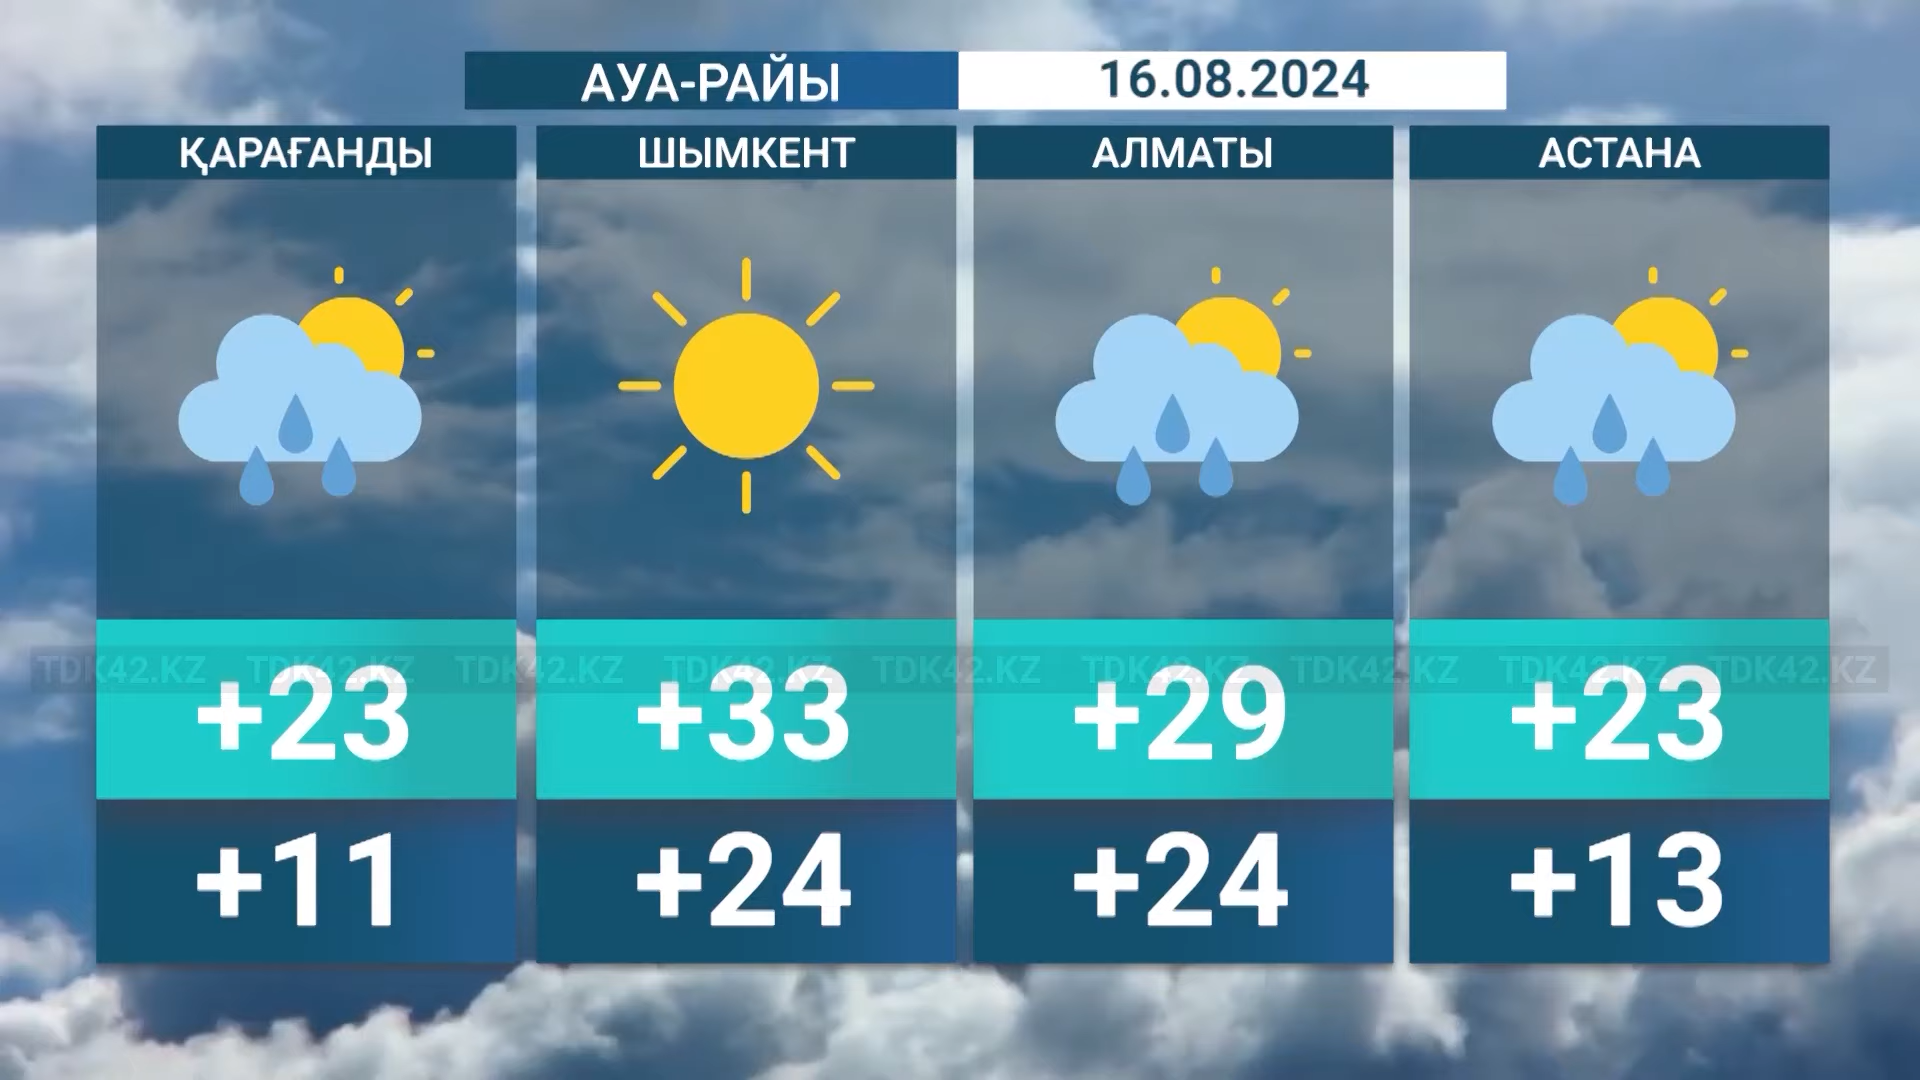 АУА-РАЙЫ 16.08.2024
ҚАРАҒАНДЫ ШЫМКЕНТ АЛМАТЫ АСТАНА
TDK42.KZ TDK42.KZ TDK42.KZ TDK42.KZ TDK42.KZ TDK42.KZ TDK42.KZ TDK42.KZ TDK42.KZ
+23 +33 +29 +23
+11 +24 +24 +13